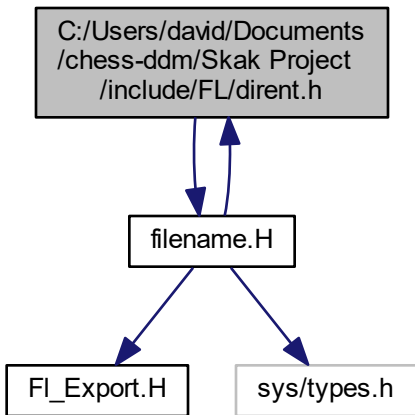 C:/Users/david/Documents
/chess-ddm/Skak Project
/include/FL/dirent.h
filename.H
Fl_Export.H
sys/types.h